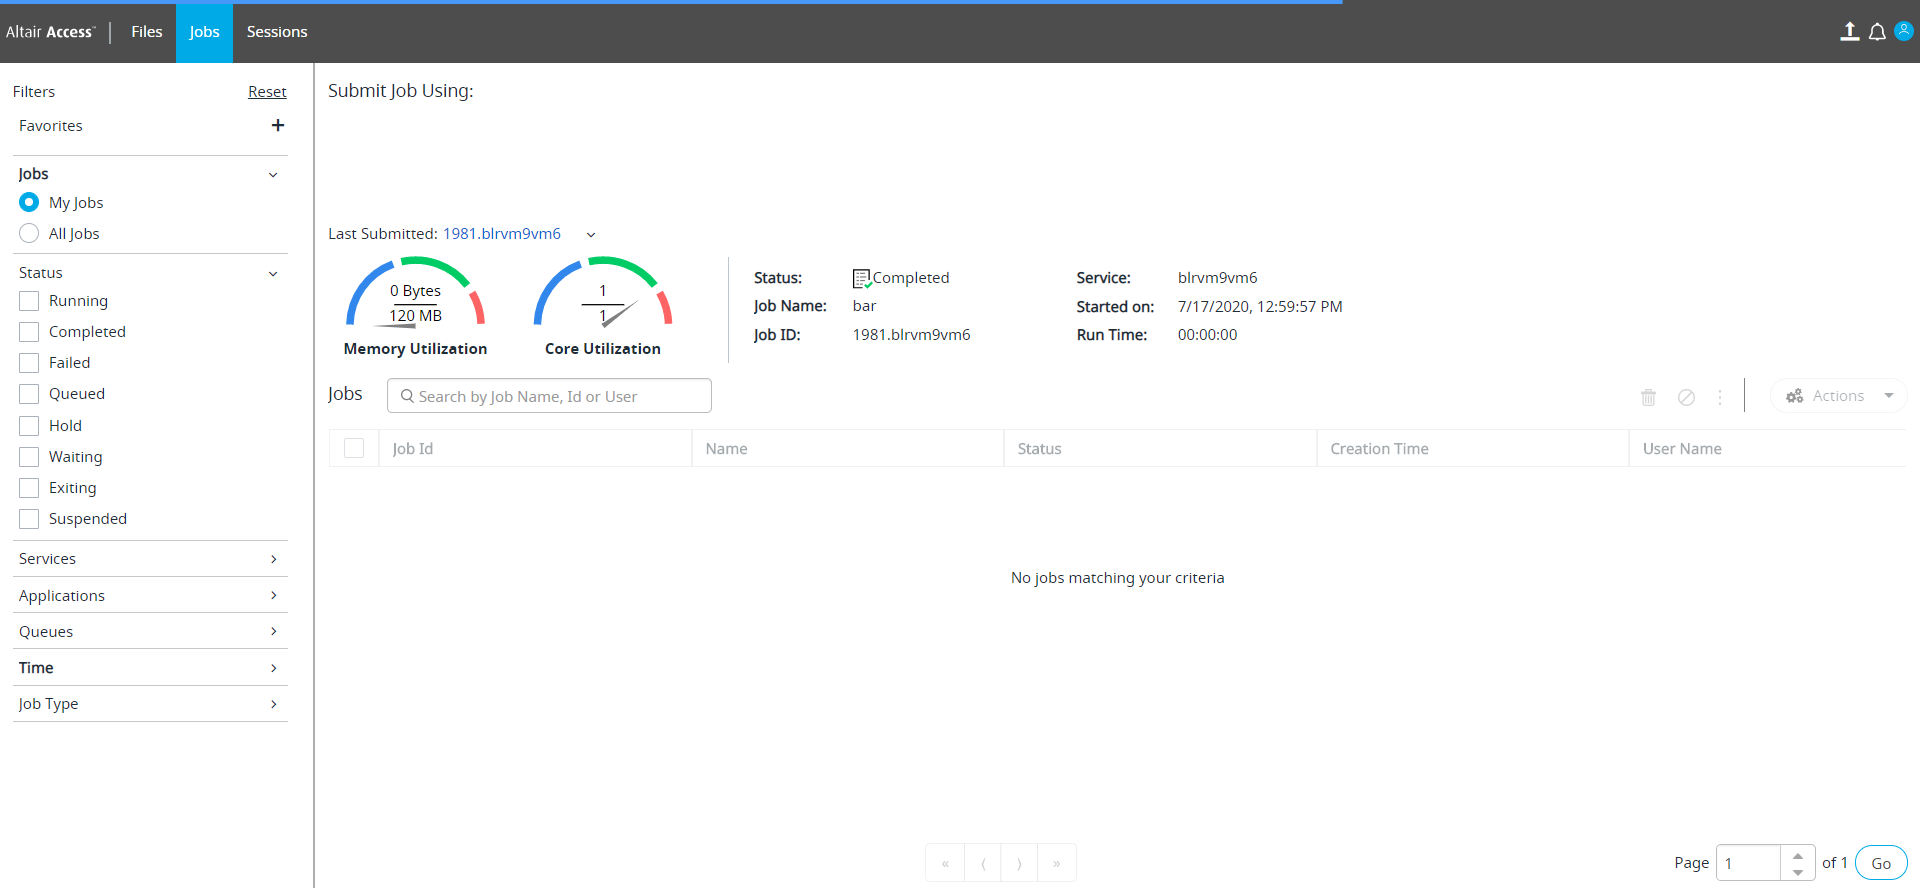 Altair Access™ | Files Jobs Sessions
Filters Reset
Favorites +
Jobs
My Jobs
All Jobs
Status
Running
Completed
Failed
Queued
Hold
Waiting
Exiting
Suspended
Services
Applications
Queues
Time
Job Type
Submit Job Using:
Last Submitted: 1981.blrvm9vm6
0 Bytes
120 MB
Memory Utilization
1
1
Core Utilization
Status: Completed
Job Name: bar
Job ID: 1981.blrvm9vm6
Service: blrvm9vm6
Started on: 7/17/2020, 12:59:57 PM
Run Time: 00:00:00
Jobs Search by Job Name, Id or User Actions
Job Id Name Status Creation Time User Name
No jobs matching your criteria
« ⟨ ⟩ » Page 1 of 1 Go